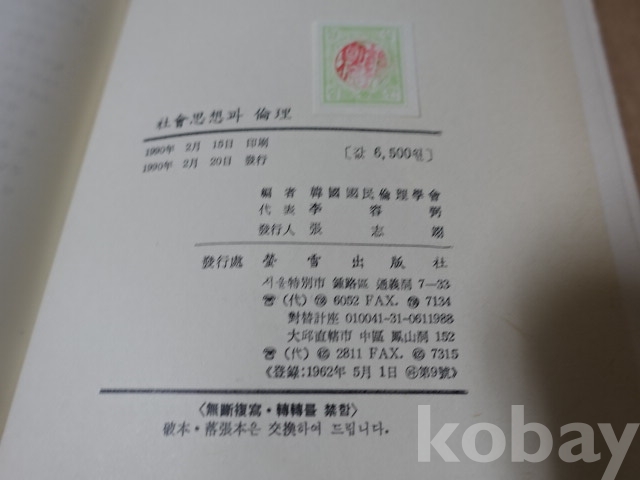 社會思想과 倫理
1990年 2月 15日 印刷
1990年 2月 20日 發行
[값 6,500원]
編者 韓國國民倫理學會
代表 李容弼
發行人 張志翊
發行處 螢雪出版社
서울特別市 鍾路區 通義洞 7-33
☎ (代) 6052 FAX. 7134
對替計座 010041-31-0611988
大邱直轄市 中區 鳳山洞 152
☎ (代) 2811 FAX. 7315
《登錄:1962年 5月 1日 第9號》
〈無斷複寫·轉轉를 禁함〉
破本·落張本은 交換하여 드립니다.
kobay